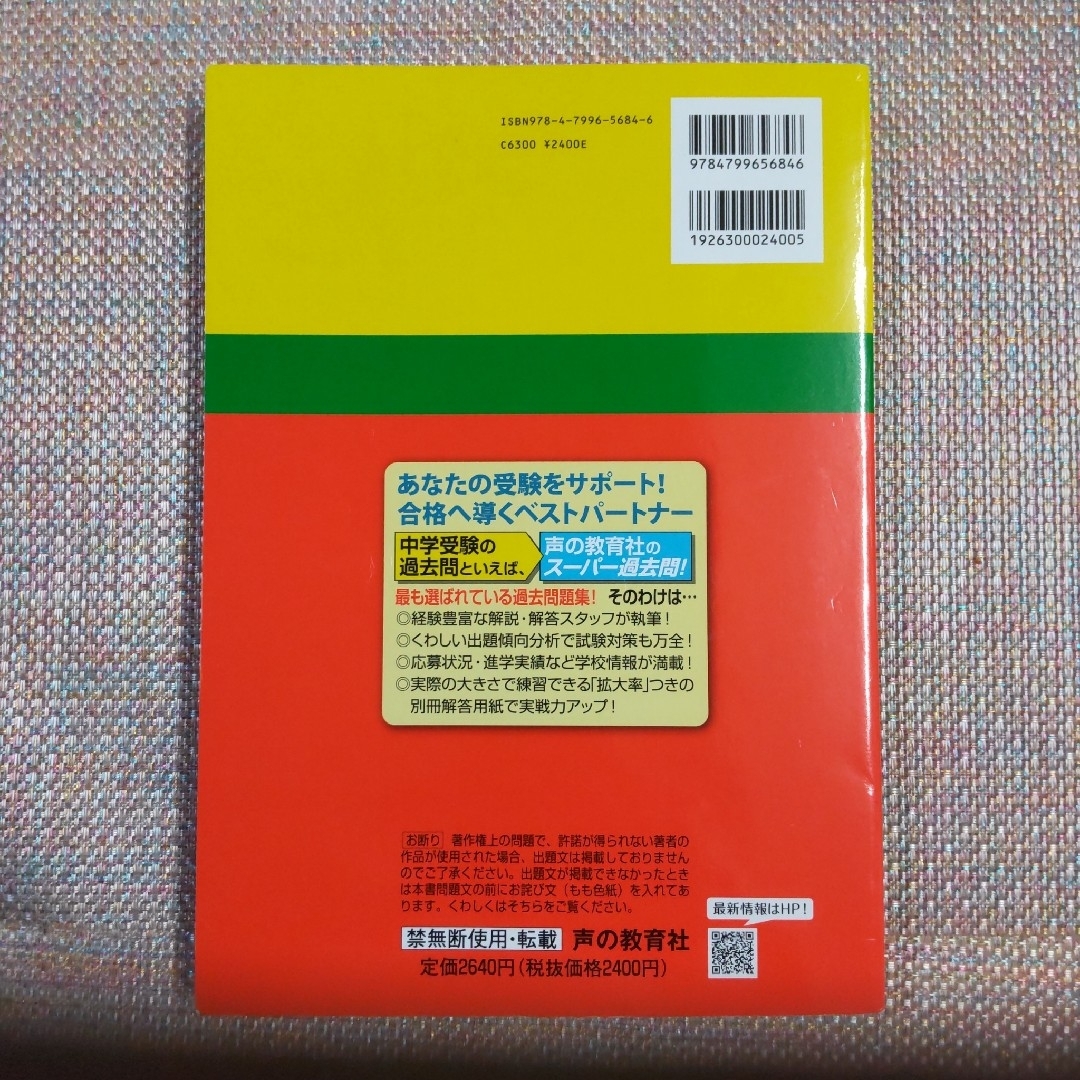 ISBN978-4-7996-5684-6
C6300 ¥2400E
9784799656846
1926300024005
あなたの受験をサポート!
合格へ導くベストパートナー
中学受験の
過去問といえば、
声の教育社の
スーパー過去問!
最も選ばれている過去問題集! そのわけは…
◎経験豊富な解説・解答スタッフが執筆!
◎くわしい出題傾向分析で試験対策も万全!
◎応募状況・進学実績など学校情報が満載!
◎実際の大きさで練習できる「拡大率」つきの
別冊解答用紙で実戦力アップ!
お断り 著作権上の問題で、許諾が得られない著者の
作品が使用された場合、出題文は掲載しておりません
のでご了承ください。出題文が掲載できなかったとき
は本書問題文の前にお詫び文(もも色紙)を入れてあ
ります。くわしくはそちらをご覧ください。
最新情報はHP!
禁無断使用・転載 声の教育社
定価2640円(税抜価格2400円)